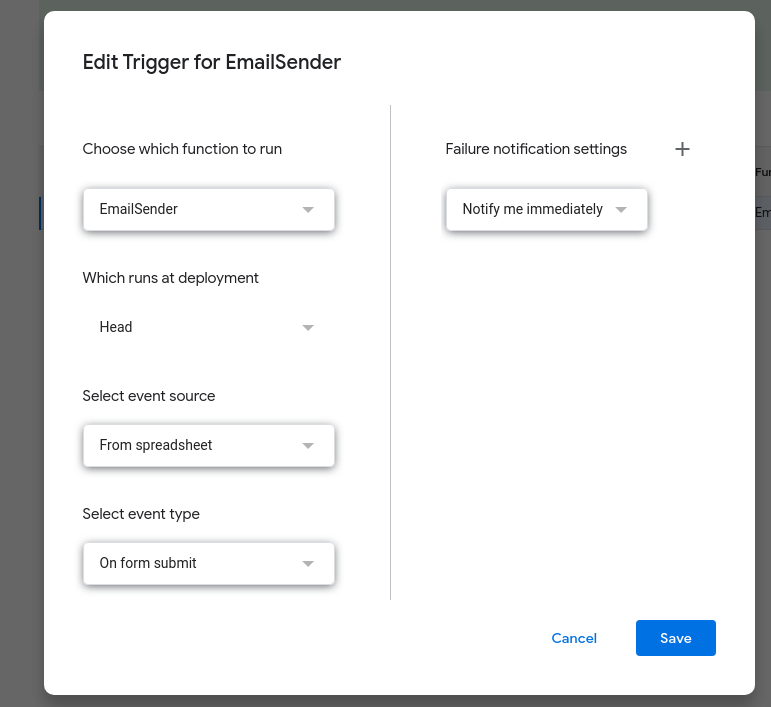 Edit Trigger for EmailSender
Choose which function to run
EmailSender
Which runs at deployment
Head
Select event source
From spreadsheet
Select event type
On form submit
Failure notification settings
Notify me immediately
Cancel
Save